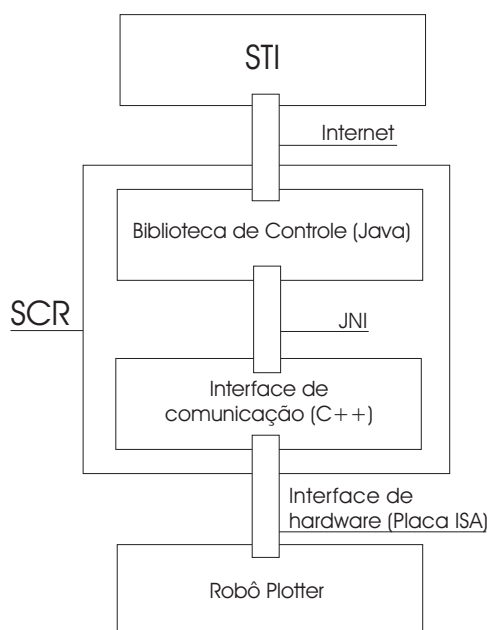 STI
Internet
Biblioteca de Controle (Java)
SCR
JNI
Interface de
comunicação (C++)
Interface de
hardware (Placa ISA)
Robô Plotter